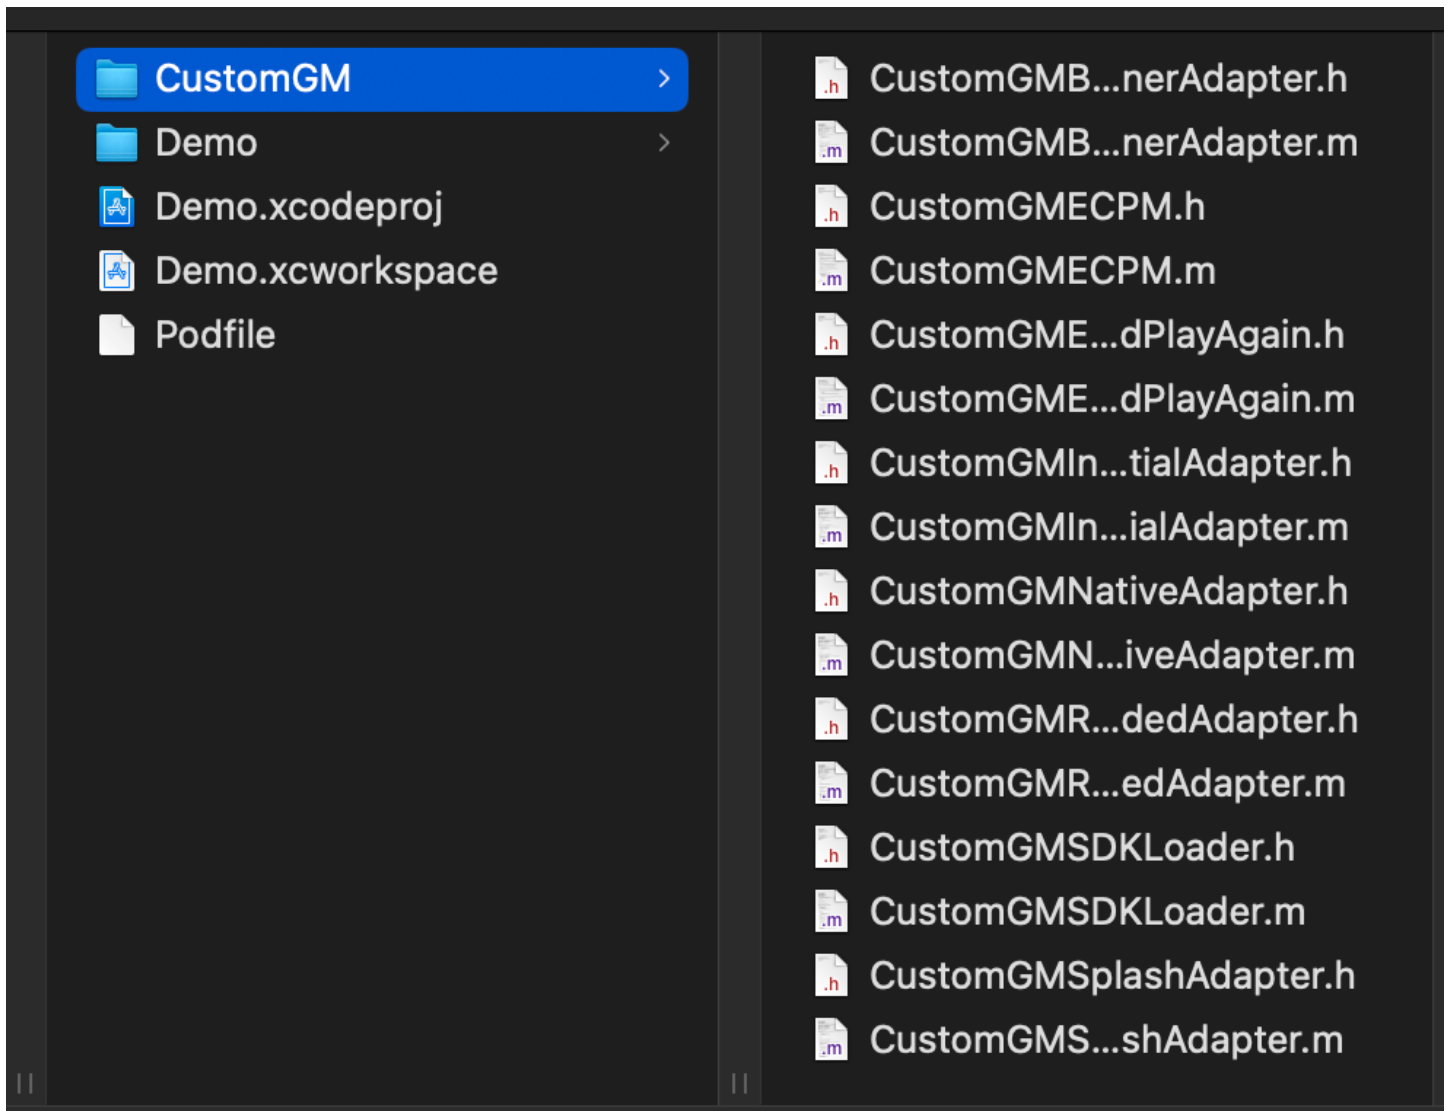 CustomGM
Demo
Demo.xcodeproj
Demo.xcworkspace
Podfile
CustomGMB...nerAdapter.h
CustomGMB...nerAdapter.m
CustomGMECPM.h
CustomGMECPM.m
CustomGME...dPlayAgain.h
CustomGME...dPlayAgain.m
CustomGMIn...tialAdapter.h
CustomGMIn...ialAdapter.m
CustomGMNativeAdapter.h
CustomGMN...iveAdapter.m
CustomGMR...dedAdapter.h
CustomGMR...edAdapter.m
CustomGMSDKLoader.h
CustomGMSDKLoader.m
CustomGMSplashAdapter.h
CustomGMS...shAdapter.m